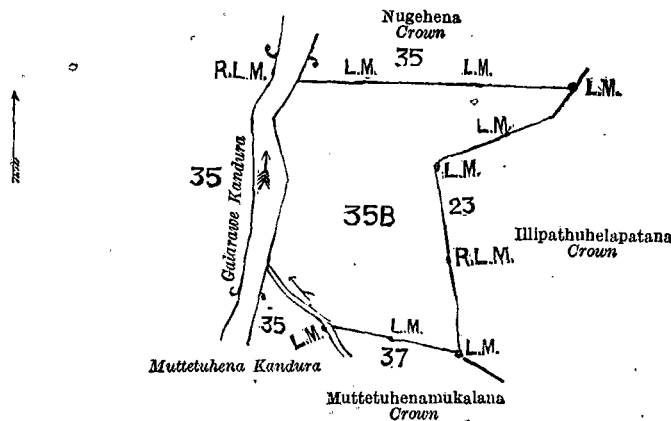 Nugehena
Crown
35
R.L.M.
L.M.
L.M.
L.M.
L.M.
L.M.
35
Galarawe Kandura
35B
23
Illipathuhelapatana
Crown
R.L.M.
35
L.M.
L.M.
L.M.
37
Muttetuhena Kandura
Muttetuhenamukalana
Crown